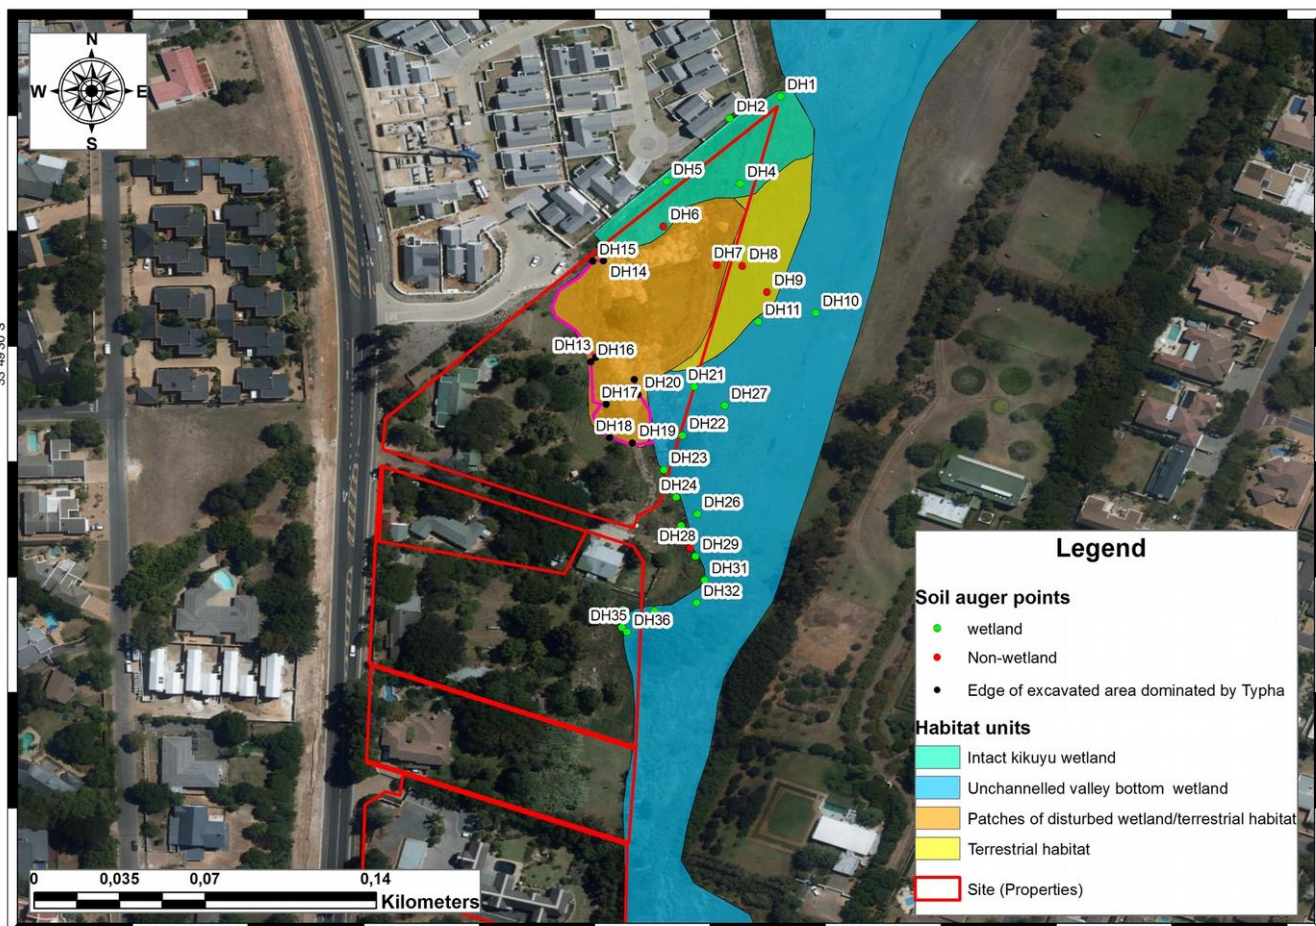 N
W E
S
DH1
DH2
DH5
DH4
DH6
DH15
DH14
DH7
DH8
DH9
DH10
DH11
DH13
DH16
DH20
DH21
DH17
DH27
DH22
DH18
DH19
DH23
DH24
DH26
DH28
DH29
DH31
DH32
DH35
DH36
Legend
Soil auger points
wetland
Non-wetland
Edge of excavated area dominated by Typha
Habitat units
Intact kikuyu wetland
Unchannelled valley bottom wetland
Patches of disturbed wetland/terrestrial habitat
Terrestrial habitat
Site (Properties)
0 0,035 0,07 0,14
Kilometers